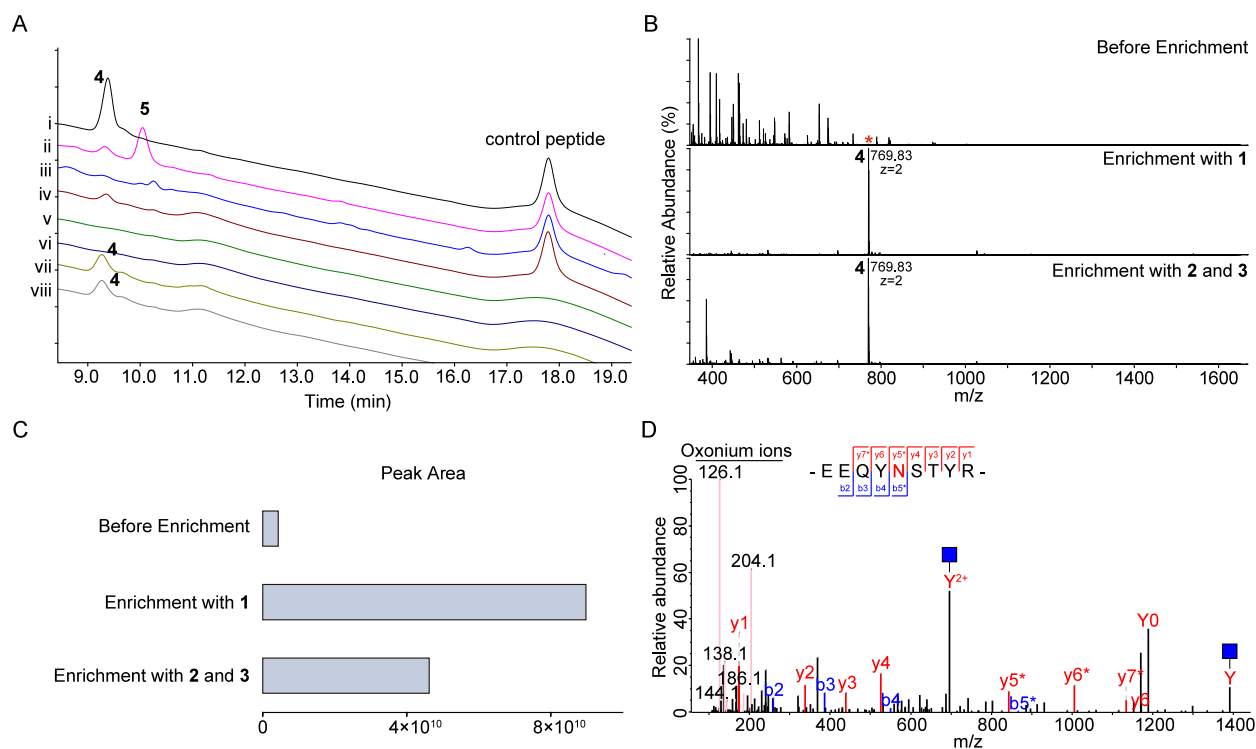 A
4
5
control peptide
i
ii
iii
iv
v
vi
vii
viii
4
4
9.0 10.0 11.0 12.0 13.0 14.0 15.0 16.0 17.0 18.0 19.0
Time (min)
B
Before Enrichment
*
Relative Abundance (%)
4 769.83
z=2
Enrichment with 1
4 769.83
z=2
Enrichment with 2 and 3
400 600 800 1000 1200 1400 1600
m/z
C
Peak Area
Before Enrichment
Enrichment with 1
Enrichment with 2 and 3
0 4*10¹⁰ 8*10¹⁰
D
Oxonium ions
126.1
y7* y6 y5* y4 y3 y2 y1
- E E Q Y N S T Y R -
b2 b3 b4 b5*
204.1
Y²⁺
y1
Y0
138.1
186.1
144.1
b2
y2
b3
y3
y4
b4
y5*
b5*
y6*
y7*
y6
Y
Relative abundance
100
80
60
40
20
0
200 400 600 800 1000 1200 1400
m/z